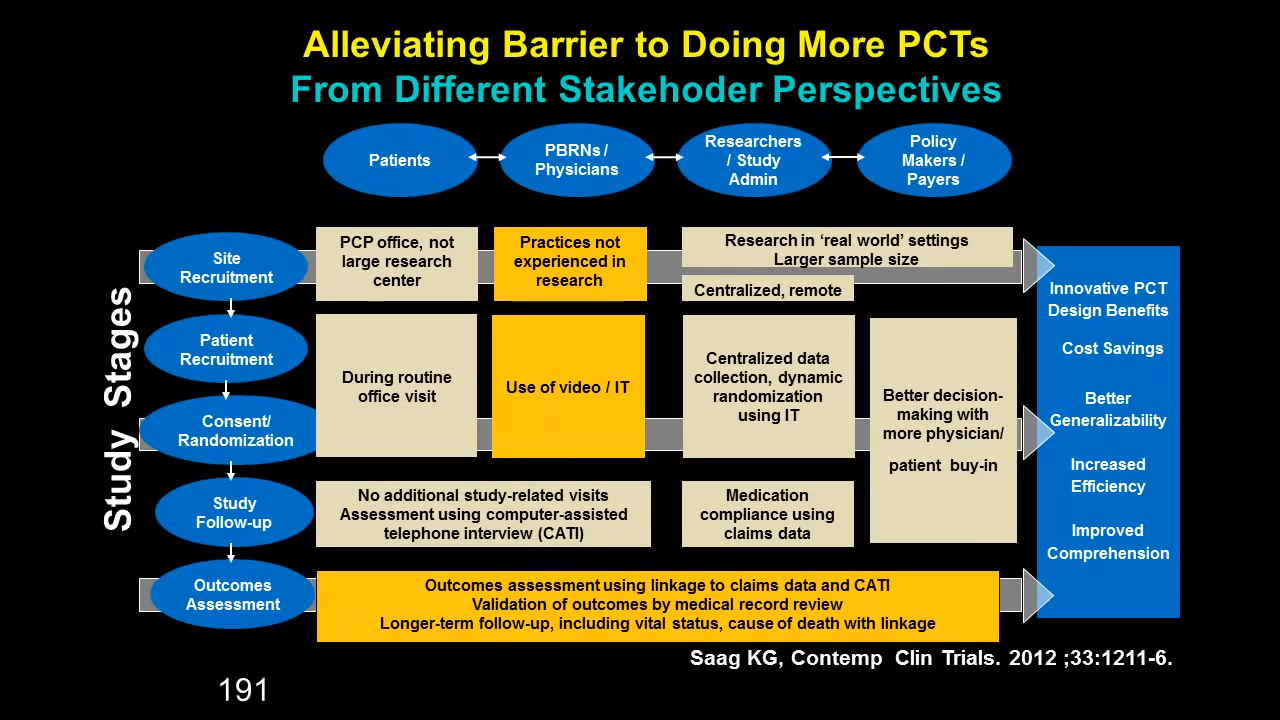 Alleviating Barrier to Doing More PCTs
From Different Stakehoder Perspectives
Patients
PBRNs /
Physicians
Researchers
/ Study
Admin
Policy
Makers /
Payers
Study Stages
Site
Recruitment
PCP office, not
large research
center
Practices not
experienced in
research
Research in ‘real world’ settings
Larger sample size
Centralized, remote
Patient
Recruitment
Consent/
Randomization
During routine
office visit
Use of video / IT
Centralized data
collection, dynamic
randomization
using IT
Better decision-
making with
more physician/
patient buy-in
Study
Follow-up
No additional study-related visits
Assessment using computer-assisted
telephone interview (CATI)
Medication
compliance using
claims data
Outcomes
Assessment
Outcomes assessment using linkage to claims data and CATI
Validation of outcomes by medical record review
Longer-term follow-up, including vital status, cause of death with linkage
Innovative PCT
Design Benefits
Cost Savings
Better
Generalizability
Increased
Efficiency
Improved
Comprehension
Saag KG, Contemp Clin Trials. 2012 ;33:1211-6.
191